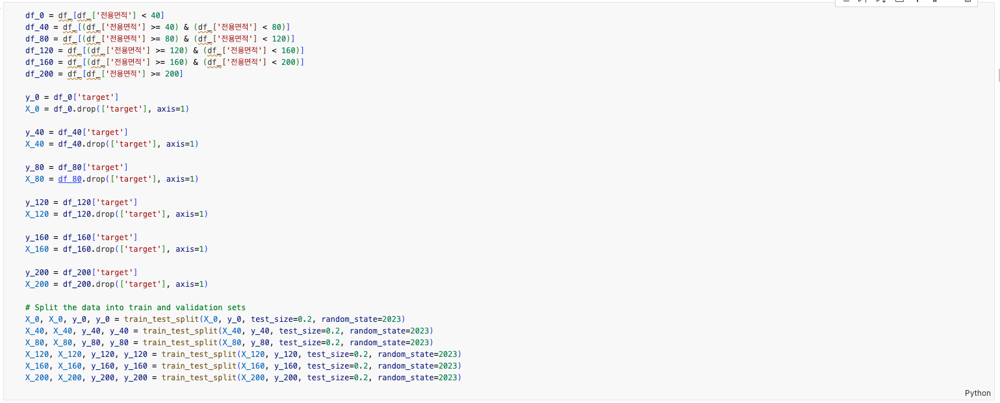 df_0 = df_[df_['전용면적'] < 40]
df_40 = df_[(df_['전용면적'] >= 40) & (df_['전용면적'] < 80)]
df_80 = df_[(df_['전용면적'] >= 80) & (df_['전용면적'] < 120)]
df_120 = df_[(df_['전용면적'] >= 120) & (df_['전용면적'] < 160)]
df_160 = df_[(df_['전용면적'] >= 160) & (df_['전용면적'] < 200)]
df_200 = df_[df_['전용면적'] >= 200]
y_0 = df_0['target']
X_0 = df_0.drop(['target'], axis=1)
y_40 = df_40['target']
X_40 = df_40.drop(['target'], axis=1)
y_80 = df_80['target']
X_80 = df_80.drop(['target'], axis=1)
y_120 = df_120['target']
X_120 = df_120.drop(['target'], axis=1)
y_160 = df_160['target']
X_160 = df_160.drop(['target'], axis=1)
y_200 = df_200['target']
X_200 = df_200.drop(['target'], axis=1)
# Split the data into train and validation sets
X_0, X_0, y_0, y_0 = train_test_split(X_0, y_0, test_size=0.2, random_state=2023)
X_40, X_40, y_40, y_40 = train_test_split(X_40, y_40, test_size=0.2, random_state=2023)
X_80, X_80, y_80, y_80 = train_test_split(X_80, y_80, test_size=0.2, random_state=2023)
X_120, X_120, y_120, y_120 = train_test_split(X_120, y_120, test_size=0.2, random_state=2023)
X_160, X_160, y_160, y_160 = train_test_split(X_160, y_160, test_size=0.2, random_state=2023)
X_200, X_200, y_200, y_200 = train_test_split(X_200, y_200, test_size=0.2, random_state=2023)
Python